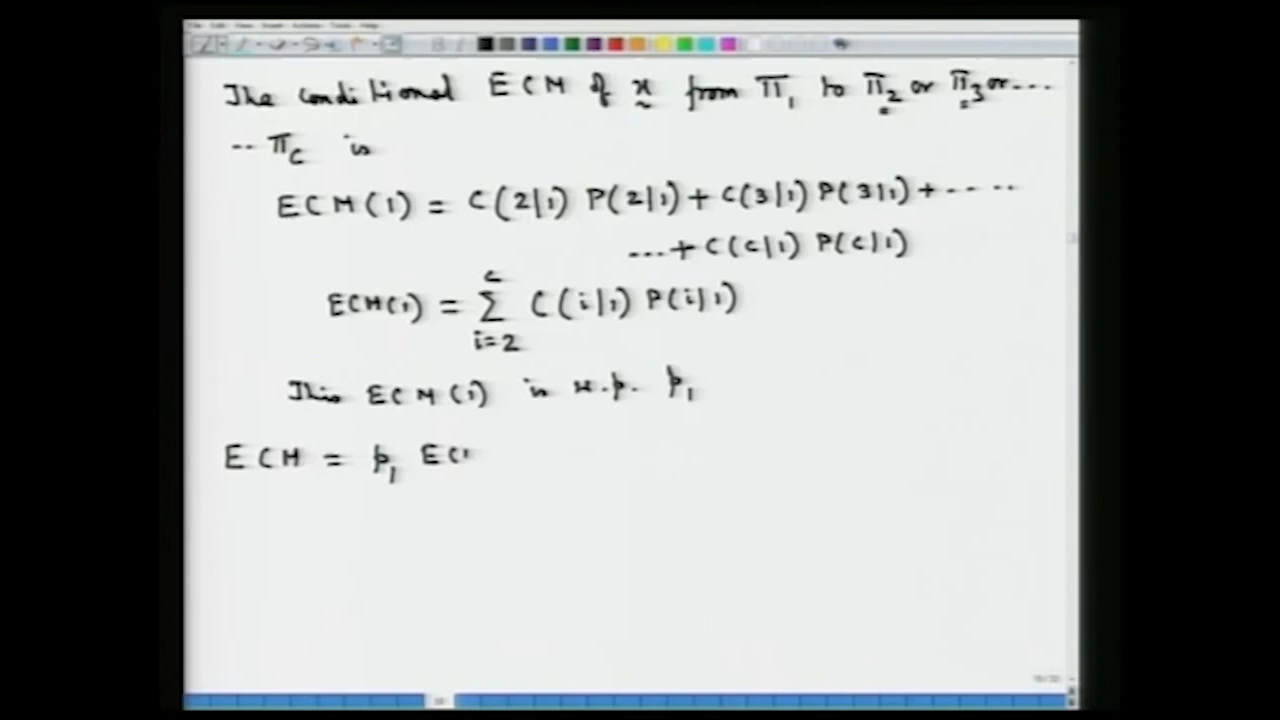 The conditional ECM of x from π₁ to π₂ or π₃ or ....
.. π_C is
ECM(1) = C(2|1) P(2|1) + C(3|1) P(3|1) + .....
...+ C(c|1) P(c|1)
ECM(1) = Σ_{i=2}^{c} C(i|1) P(i|1)
This ECM(1) is w.p. p₁
ECM = p₁ EC